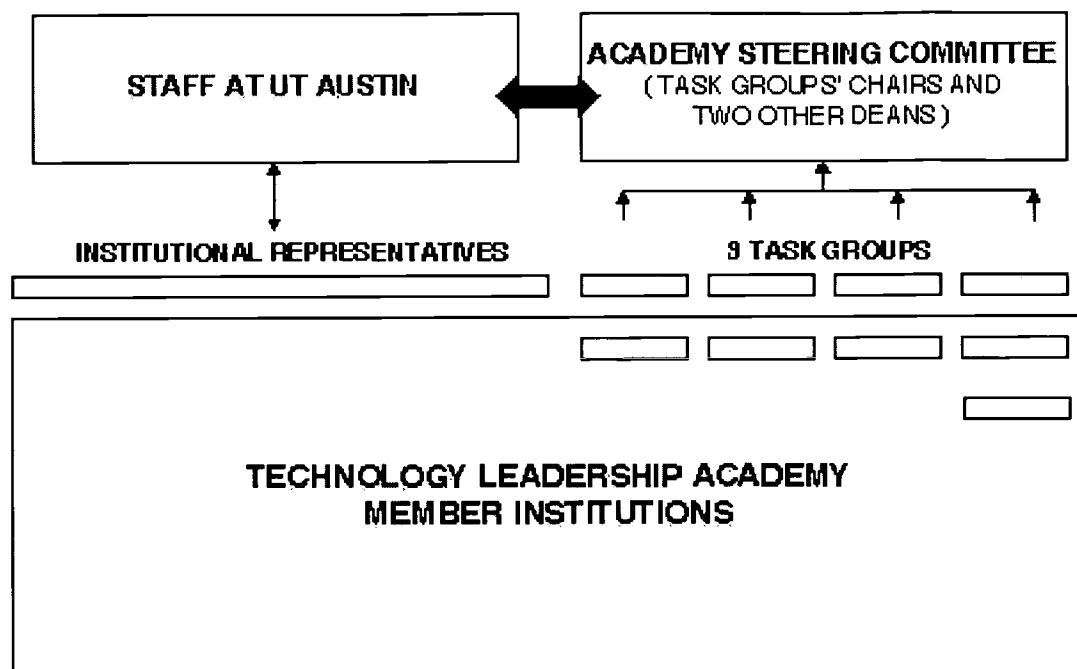 STAFF AT UT AUSTIN
ACADEMY STEERING COMMITTEE
(TASK GROUPS' CHAIRS AND
TWO OTHER DEANS)
INSTITUTIONAL REPRESENTATIVES
9 TASK GROUPS
TECHNOLOGY LEADERSHIP ACADEMY
MEMBER INSTITUTIONS